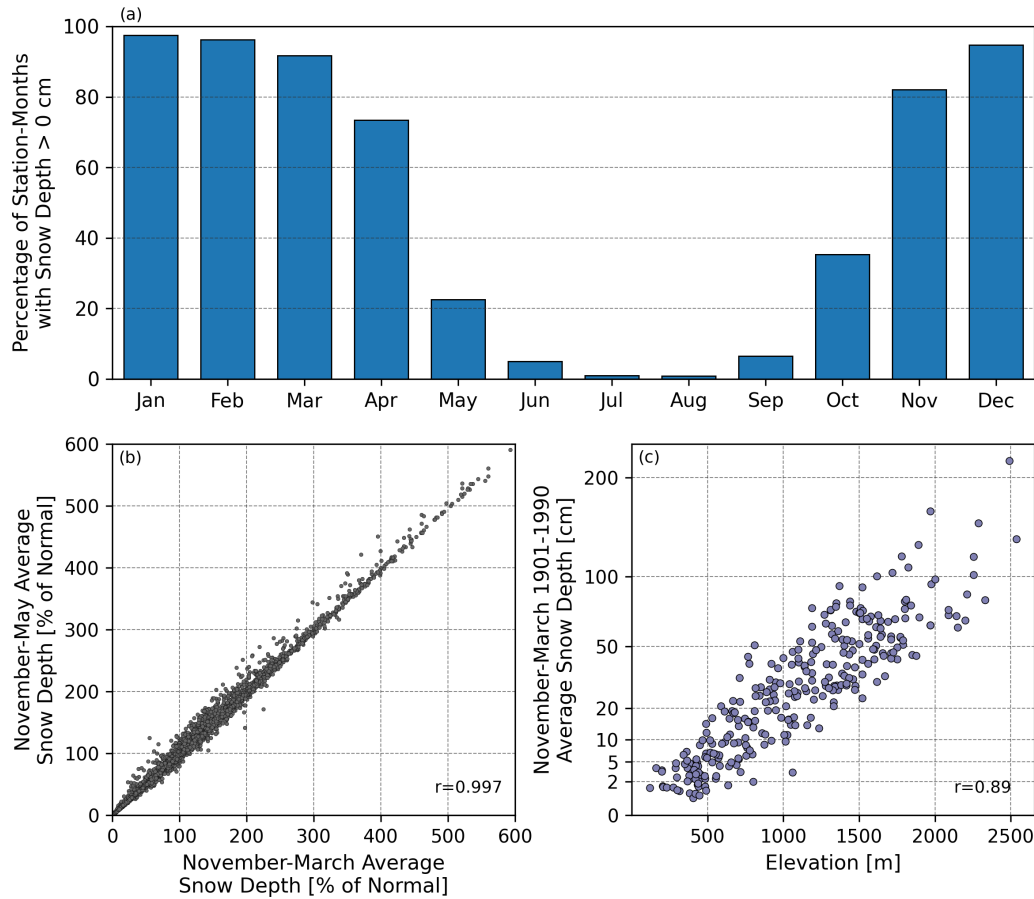 (a)
Percentage of Station-Months
with Snow Depth > 0 cm
100
80
60
40
20
0
Jan Feb Mar Apr May Jun Jul Aug Sep Oct Nov Dec
(b)
November-May Average
Snow Depth [% of Normal]
600
500
400
300
200
100
0
r=0.997
0 100 200 300 400 500 600
November-March Average
Snow Depth [% of Normal]
(c)
November-March 1901-1990
Average Snow Depth [cm]
200
100
50
20
10
5
2
0
r=0.89
500 1000 1500 2000 2500
Elevation [m]